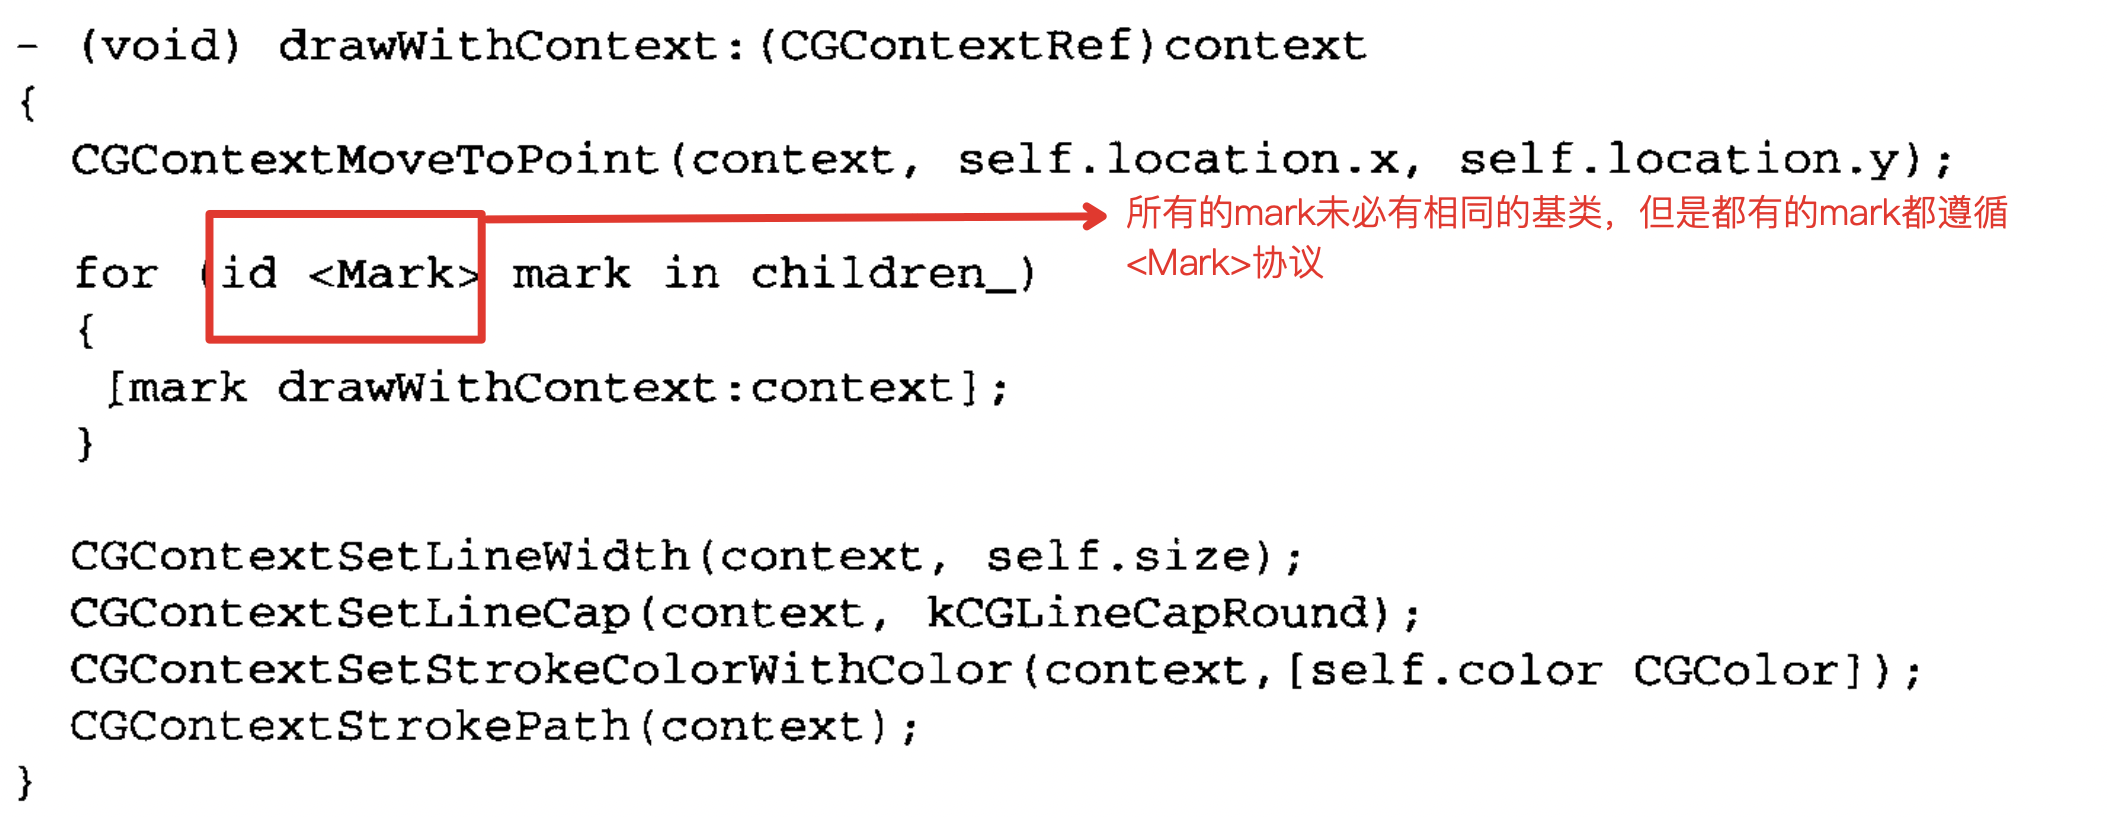 - (void) drawWithContext:(CGContextRef)context
{
CGContextMoveToPoint(context, self.location.x, self.location.y);
所有的mark未必有相同的基类，但是都有的mark都遵循
<Mark>协议
for (id <Mark> mark in children_)
{
[mark drawWithContext:context];
}
CGContextSetLineWidth(context, self.size);
CGContextSetLineCap(context, kCGLineCapRound);
CGContextSetStrokeColorWithColor(context,[self.color CGColor]);
CGContextStrokePath(context);
}